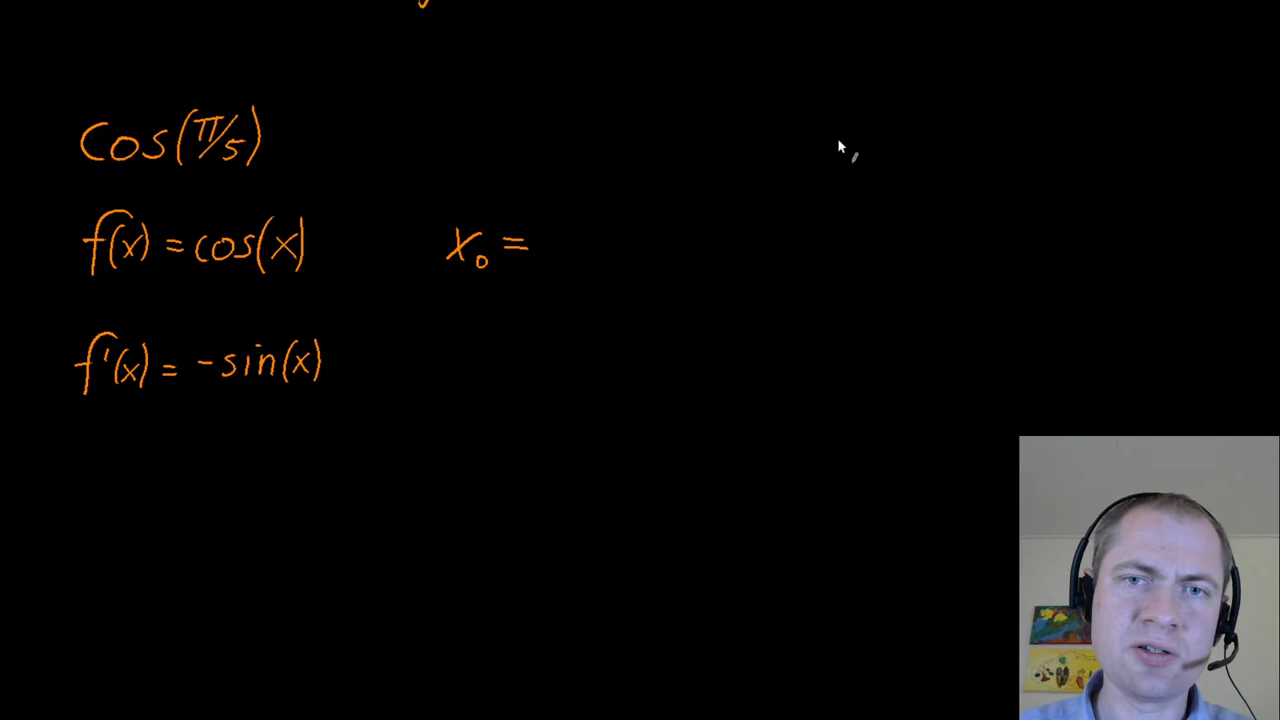 cos(π/5)
f(x) = cos(x)    x₀ =
f'(x) = -sin(x)